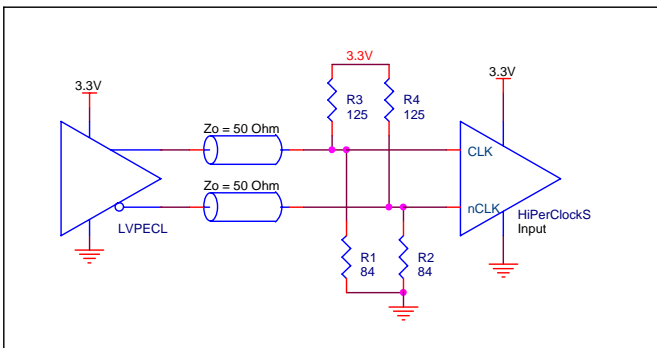 3.3V
3.3V
3.3V
R3
125
R4
125
Zo = 50 Ohm
CLK
Zo = 50 Ohm
nCLK
HiPerClockS
Input
LVPECL
R1
84
R2
84